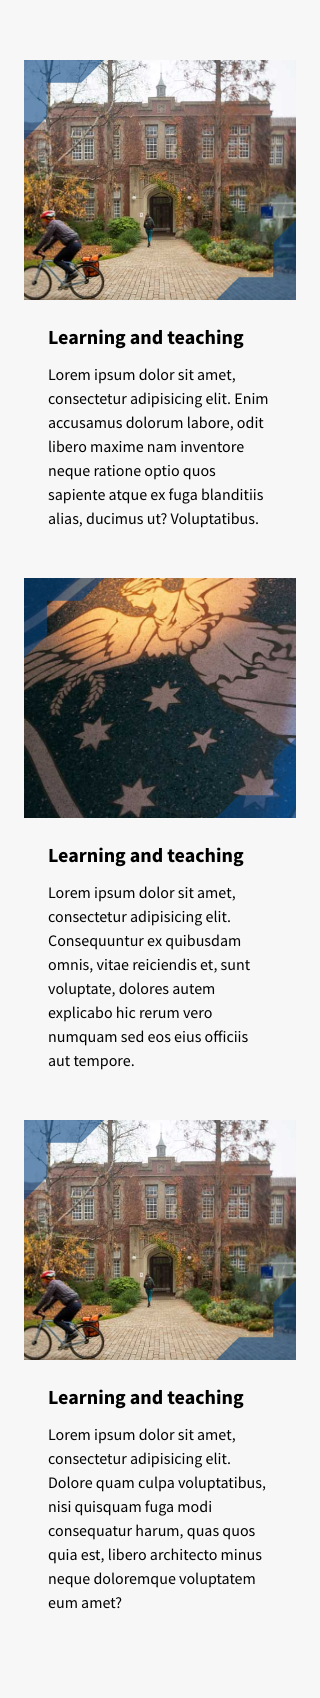 Learning and teaching
Lorem ipsum dolor sit amet,
consectetur adipisicing elit. Enim
accusamus dolorum labore, odit
libero maxime nam inventore
neque ratione optio quos
sapiente atque ex fuga blanditiis
alias, ducimus ut? Voluptatibus.
Learning and teaching
Lorem ipsum dolor sit amet,
consectetur adipisicing elit.
Consequuntur ex quibusdam
omnis, vitae reiciendis et, sunt
voluptate, dolores autem
explicabo hic rerum vero
numquam sed eos eius officiis
aut tempore.
Learning and teaching
Lorem ipsum dolor sit amet,
consectetur adipisicing elit.
Dolore quam culpa voluptatibus,
nisi quisquam fuga modi
consequatur harum, quas quos
quia est, libero architecto minus
neque doloremque voluptatem
eum amet?